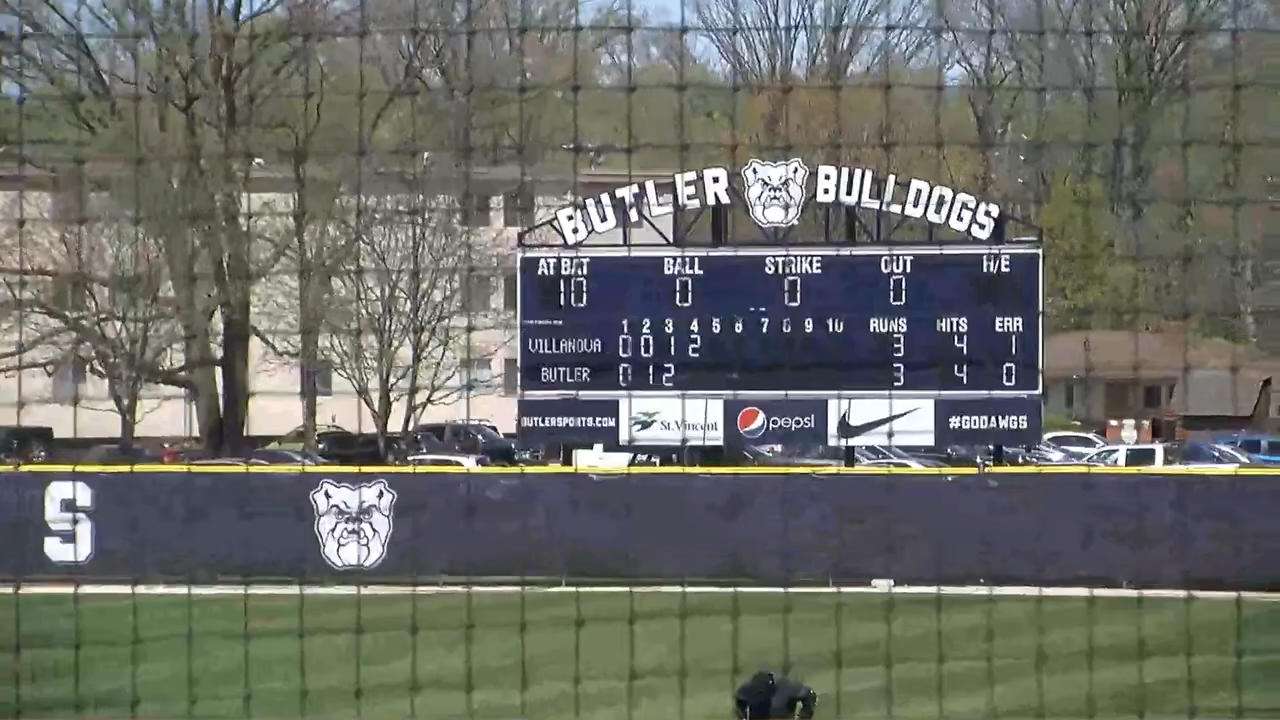 BUTLER BULLDOGS
AT BAT BALL STRIKE OUT H/E
10 0 0 0
1 2 3 4 5 6 7 8 9 10 RUNS HITS ERR
VILLANOVA 0 0 1 2 3 4 1
BUTLER 0 1 2 3 4 0
BUTLERSPORTS.COM St.Vincent pepsi #GODAWGS
S